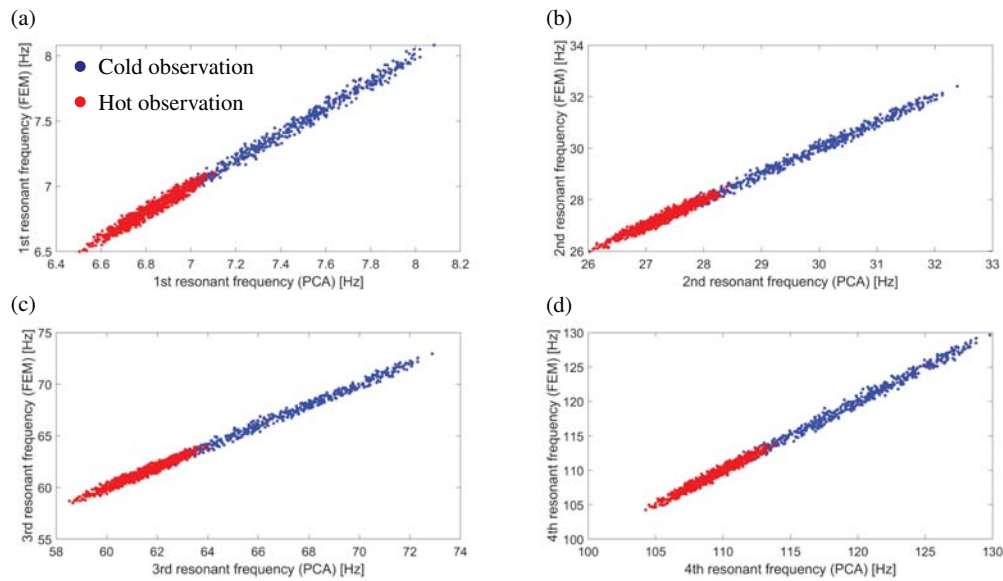 (a)
8
7.5
7
6.5
1st resonant frequency (FEM) [Hz]
Cold observation
Hot observation
6.4 6.6 6.8 7 7.2 7.4 7.6 7.8 8 8.2
1st resonant frequency (PCA) [Hz]
(b)
34
32
30
28
26
2nd resonant frequency (FEM) [Hz]
26 27 28 29 30 31 32 33
2nd resonant frequency (PCA) [Hz]
(c)
75
70
65
60
55
3rd resonant frequency (FEM) [Hz]
58 60 62 64 66 68 70 72 74
3rd resonant frequency (PCA) [Hz]
(d)
130
125
120
115
110
105
100
4th resonant frequency (FEM) [Hz]
100 105 110 115 120 125 130
4th resonant frequency (PCA) [Hz]